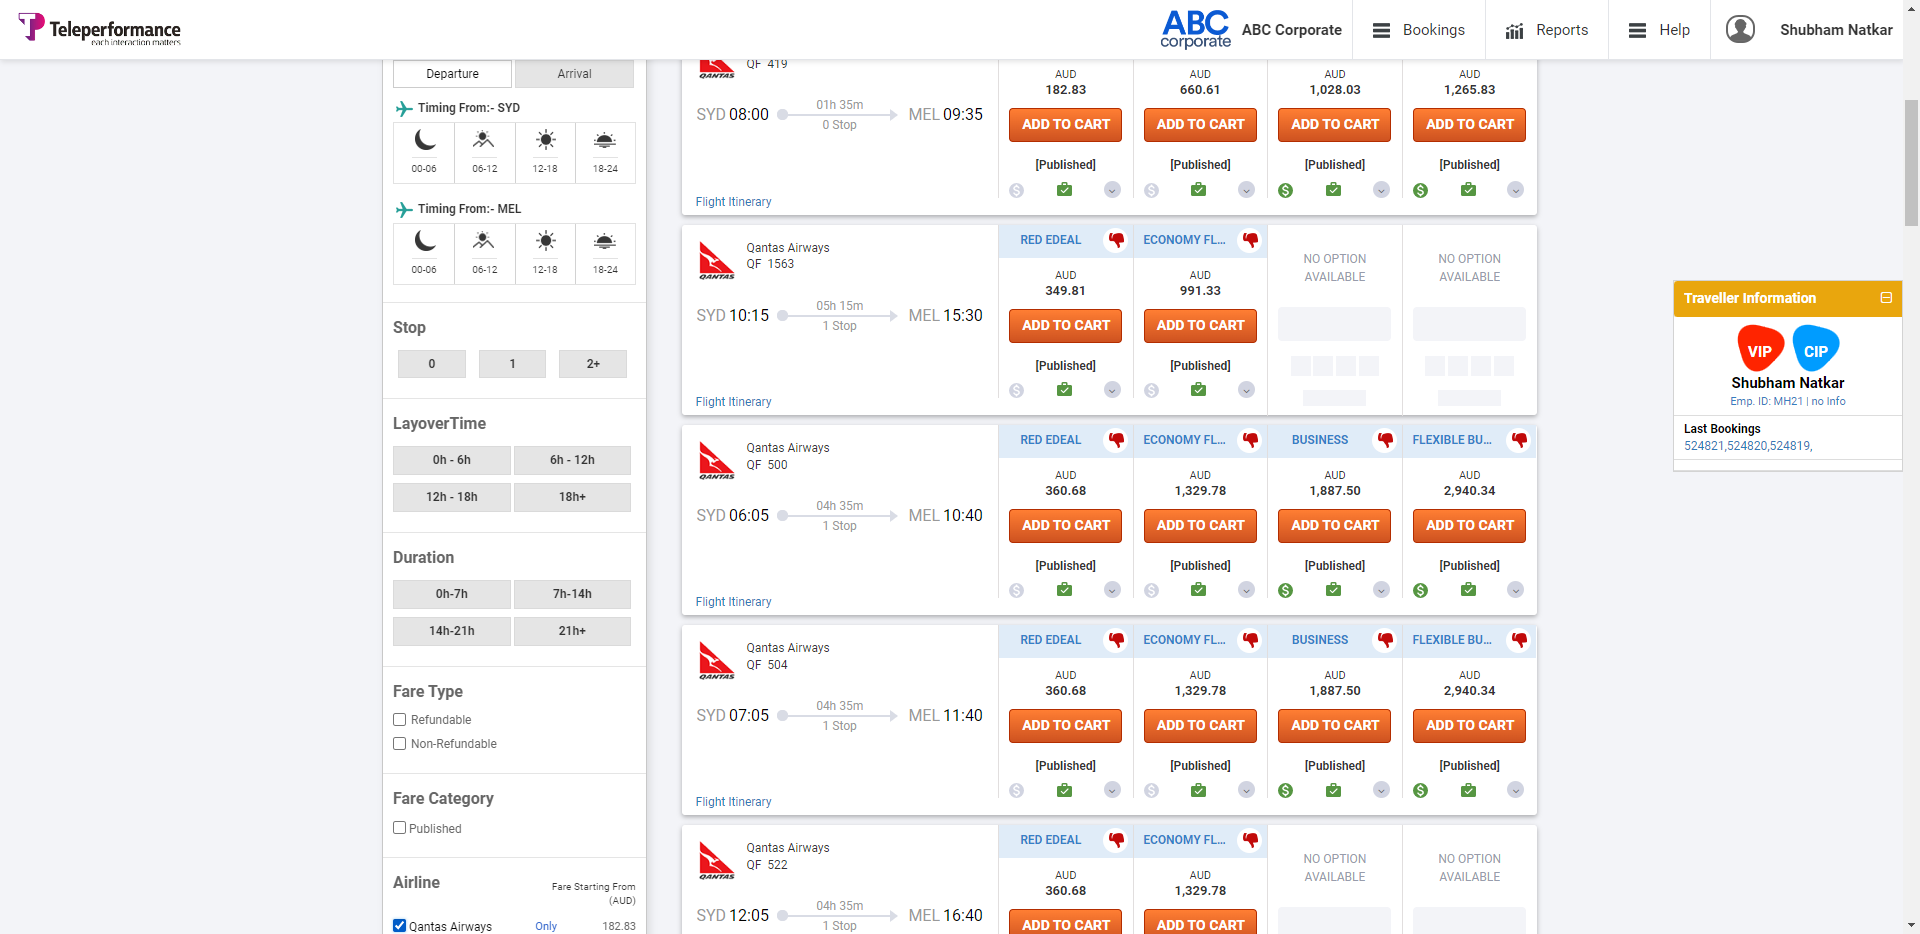 Teleperformance
each interaction matters
ABC
corporate
ABC Corporate
Bookings
Reports
Help
Shubham Natkar
Departure
Arrival
Timing From:- SYD
00-06
06-12
12-18
18-24
Timing From:- MEL
00-06
06-12
12-18
18-24
Stop
0
1
2+
LayoverTime
0h - 6h
6h - 12h
12h - 18h
18h+
Duration
0h-7h
7h-14h
14h-21h
21h+
Fare Type
Refundable
Non-Refundable
Fare Category
Published
Airline
Fare Starting From
(AUD)
Qantas Airways
Only
182.83
QANTAS
QF 419
SYD 08:00
01h 35m
0 Stop
MEL 09:35
Flight Itinerary
AUD
182.83
ADD TO CART
[Published]
AUD
660.61
ADD TO CART
[Published]
AUD
1,028.03
ADD TO CART
[Published]
AUD
1,265.83
ADD TO CART
[Published]
QANTAS
Qantas Airways
QF 1563
SYD 10:15
05h 15m
1 Stop
MEL 15:30
Flight Itinerary
RED EDEAL
AUD
349.81
ADD TO CART
[Published]
ECONOMY FL...
AUD
991.33
ADD TO CART
[Published]
NO OPTION
AVAILABLE
NO OPTION
AVAILABLE
QANTAS
Qantas Airways
QF 500
SYD 06:05
04h 35m
1 Stop
MEL 10:40
Flight Itinerary
RED EDEAL
AUD
360.68
ADD TO CART
[Published]
ECONOMY FL...
AUD
1,329.78
ADD TO CART
[Published]
BUSINESS
AUD
1,887.50
ADD TO CART
[Published]
FLEXIBLE BU...
AUD
2,940.34
ADD TO CART
[Published]
QANTAS
Qantas Airways
QF 504
SYD 07:05
04h 35m
1 Stop
MEL 11:40
Flight Itinerary
RED EDEAL
AUD
360.68
ADD TO CART
[Published]
ECONOMY FL...
AUD
1,329.78
ADD TO CART
[Published]
BUSINESS
AUD
1,887.50
ADD TO CART
[Published]
FLEXIBLE BU...
AUD
2,940.34
ADD TO CART
[Published]
QANTAS
Qantas Airways
QF 522
SYD 12:05
04h 35m
1 Stop
MEL 16:40
RED EDEAL
AUD
360.68
ADD TO CART
ECONOMY FL...
AUD
1,329.78
ADD TO CART
NO OPTION
AVAILABLE
NO OPTION
AVAILABLE
Traveller Information
VIP
CIP
Shubham Natkar
Emp. ID: MH21 | no Info
Last Bookings
524821,524820,524819,